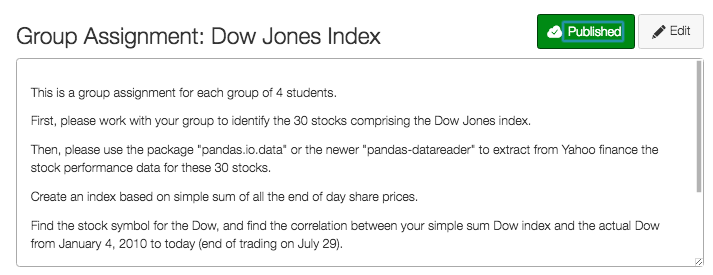 Group Assignment: Dow Jones Index
Published
Edit
This is a group assignment for each group of 4 students.
First, please work with your group to identify the 30 stocks comprising the Dow Jones index.
Then, please use the package "pandas.io.data" or the newer "pandas-datareader" to extract from Yahoo finance the
stock performance data for these 30 stocks.
Create an index based on simple sum of all the end of day share prices.
Find the stock symbol for the Dow, and find the correlation between your simple sum Dow index and the actual Dow
from January 4, 2010 to today (end of trading on July 29).